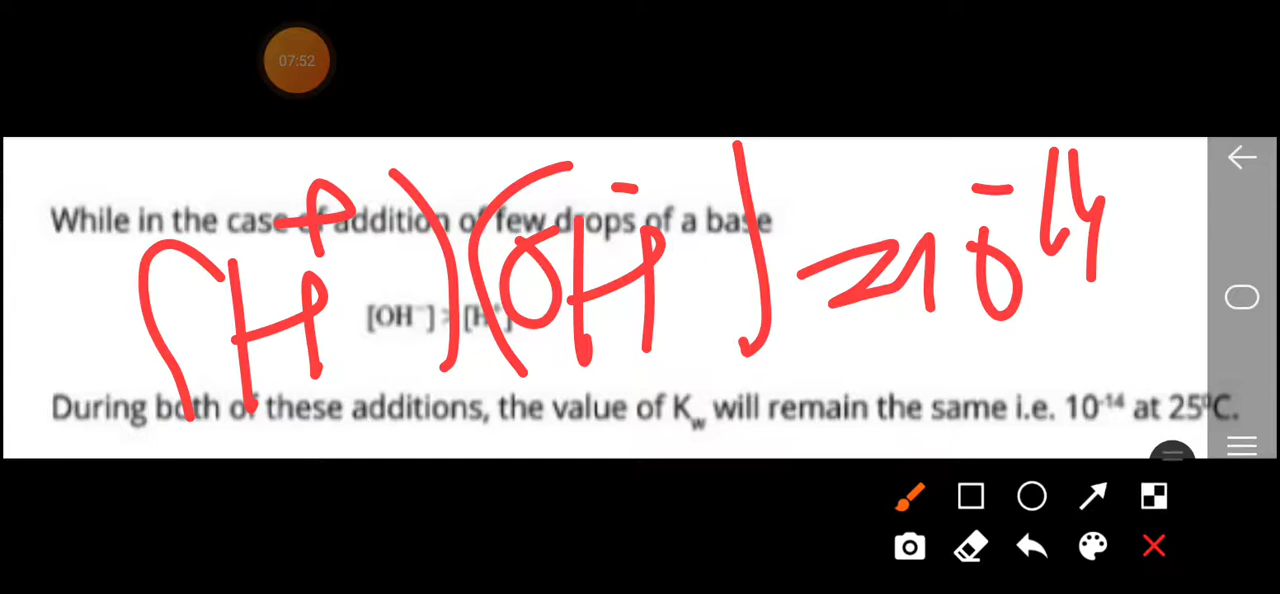 07:52
While in the case of addition of few drops of a base
[H+] [OH-] = 10-14
[OH⁻] > [H⁺]
During both of these additions, the value of Kw will remain the same i.e. 10-14 at 25°C.